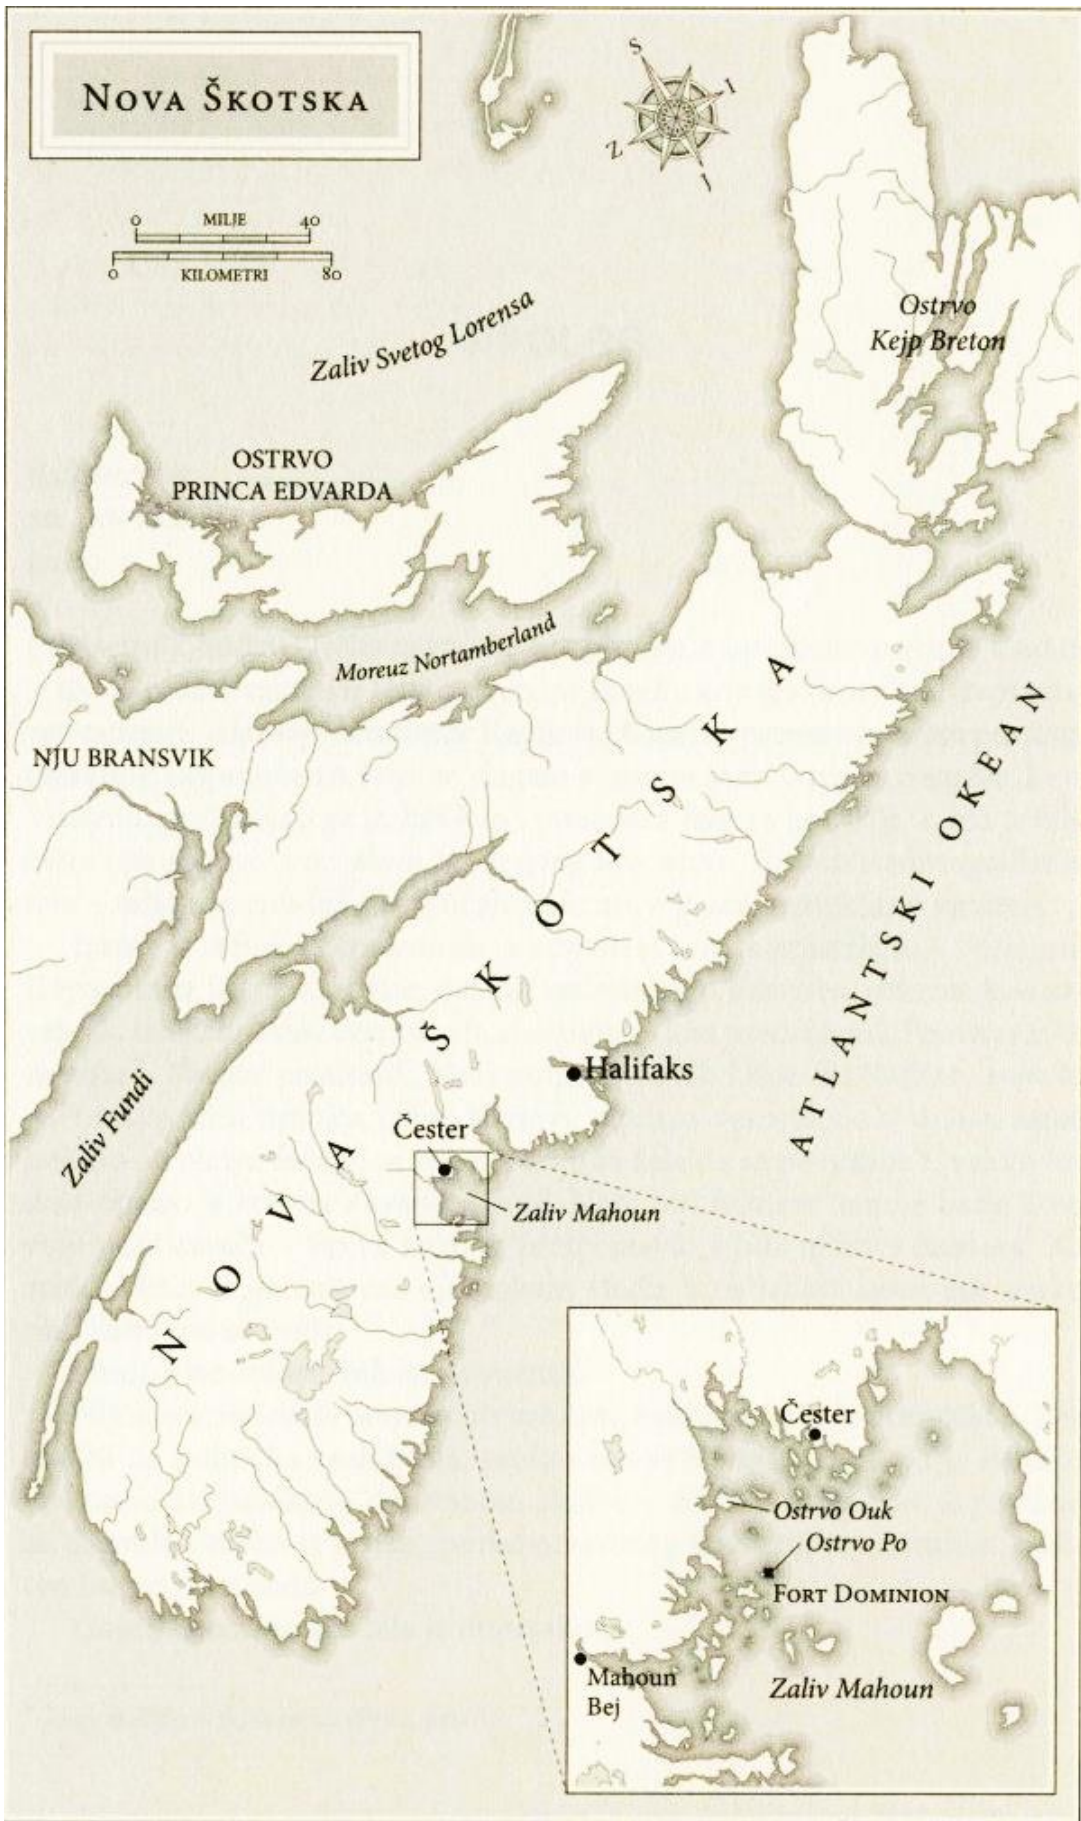 Nova Škotska
S
I
Z
J
0 MILJE 40
0 KILOMETRI 80
Zaliv Svetog Lorensa
Ostrvo
Kejp Breton
OSTRVO
PRINCA EDVARDA
Moreuz Nortamberland
NJU BRANSVIK
NOVA ŠKOTSKA
ATLANTSKI OKEAN
Zaliv Fundi
Halifaks
Čester
Zaliv Mahoun
Čester
Ostrvo Ouk
Ostrvo Po
Fort Dominion
Mahoun
Bej
Zaliv Mahoun